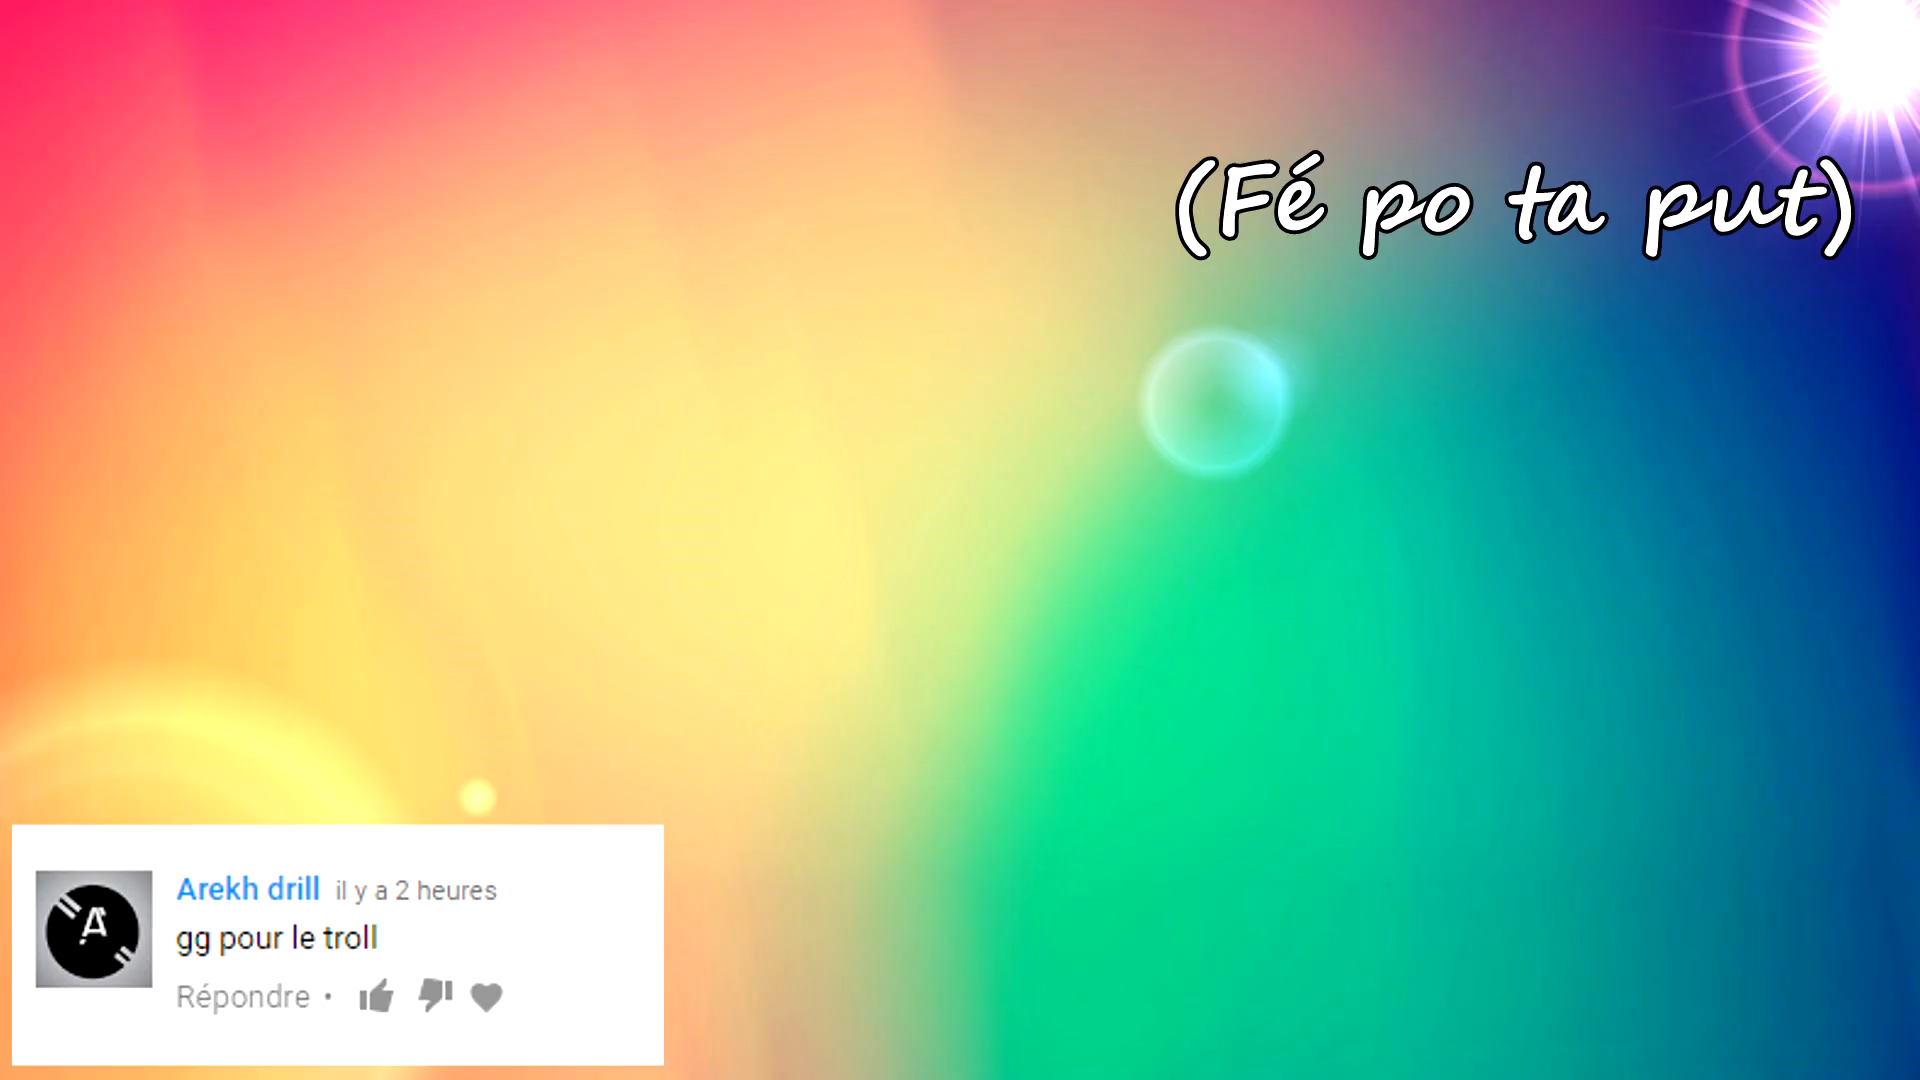 (Fé po ta put)
Arekh drill il y a 2 heures
gg pour le troll
Répondre •